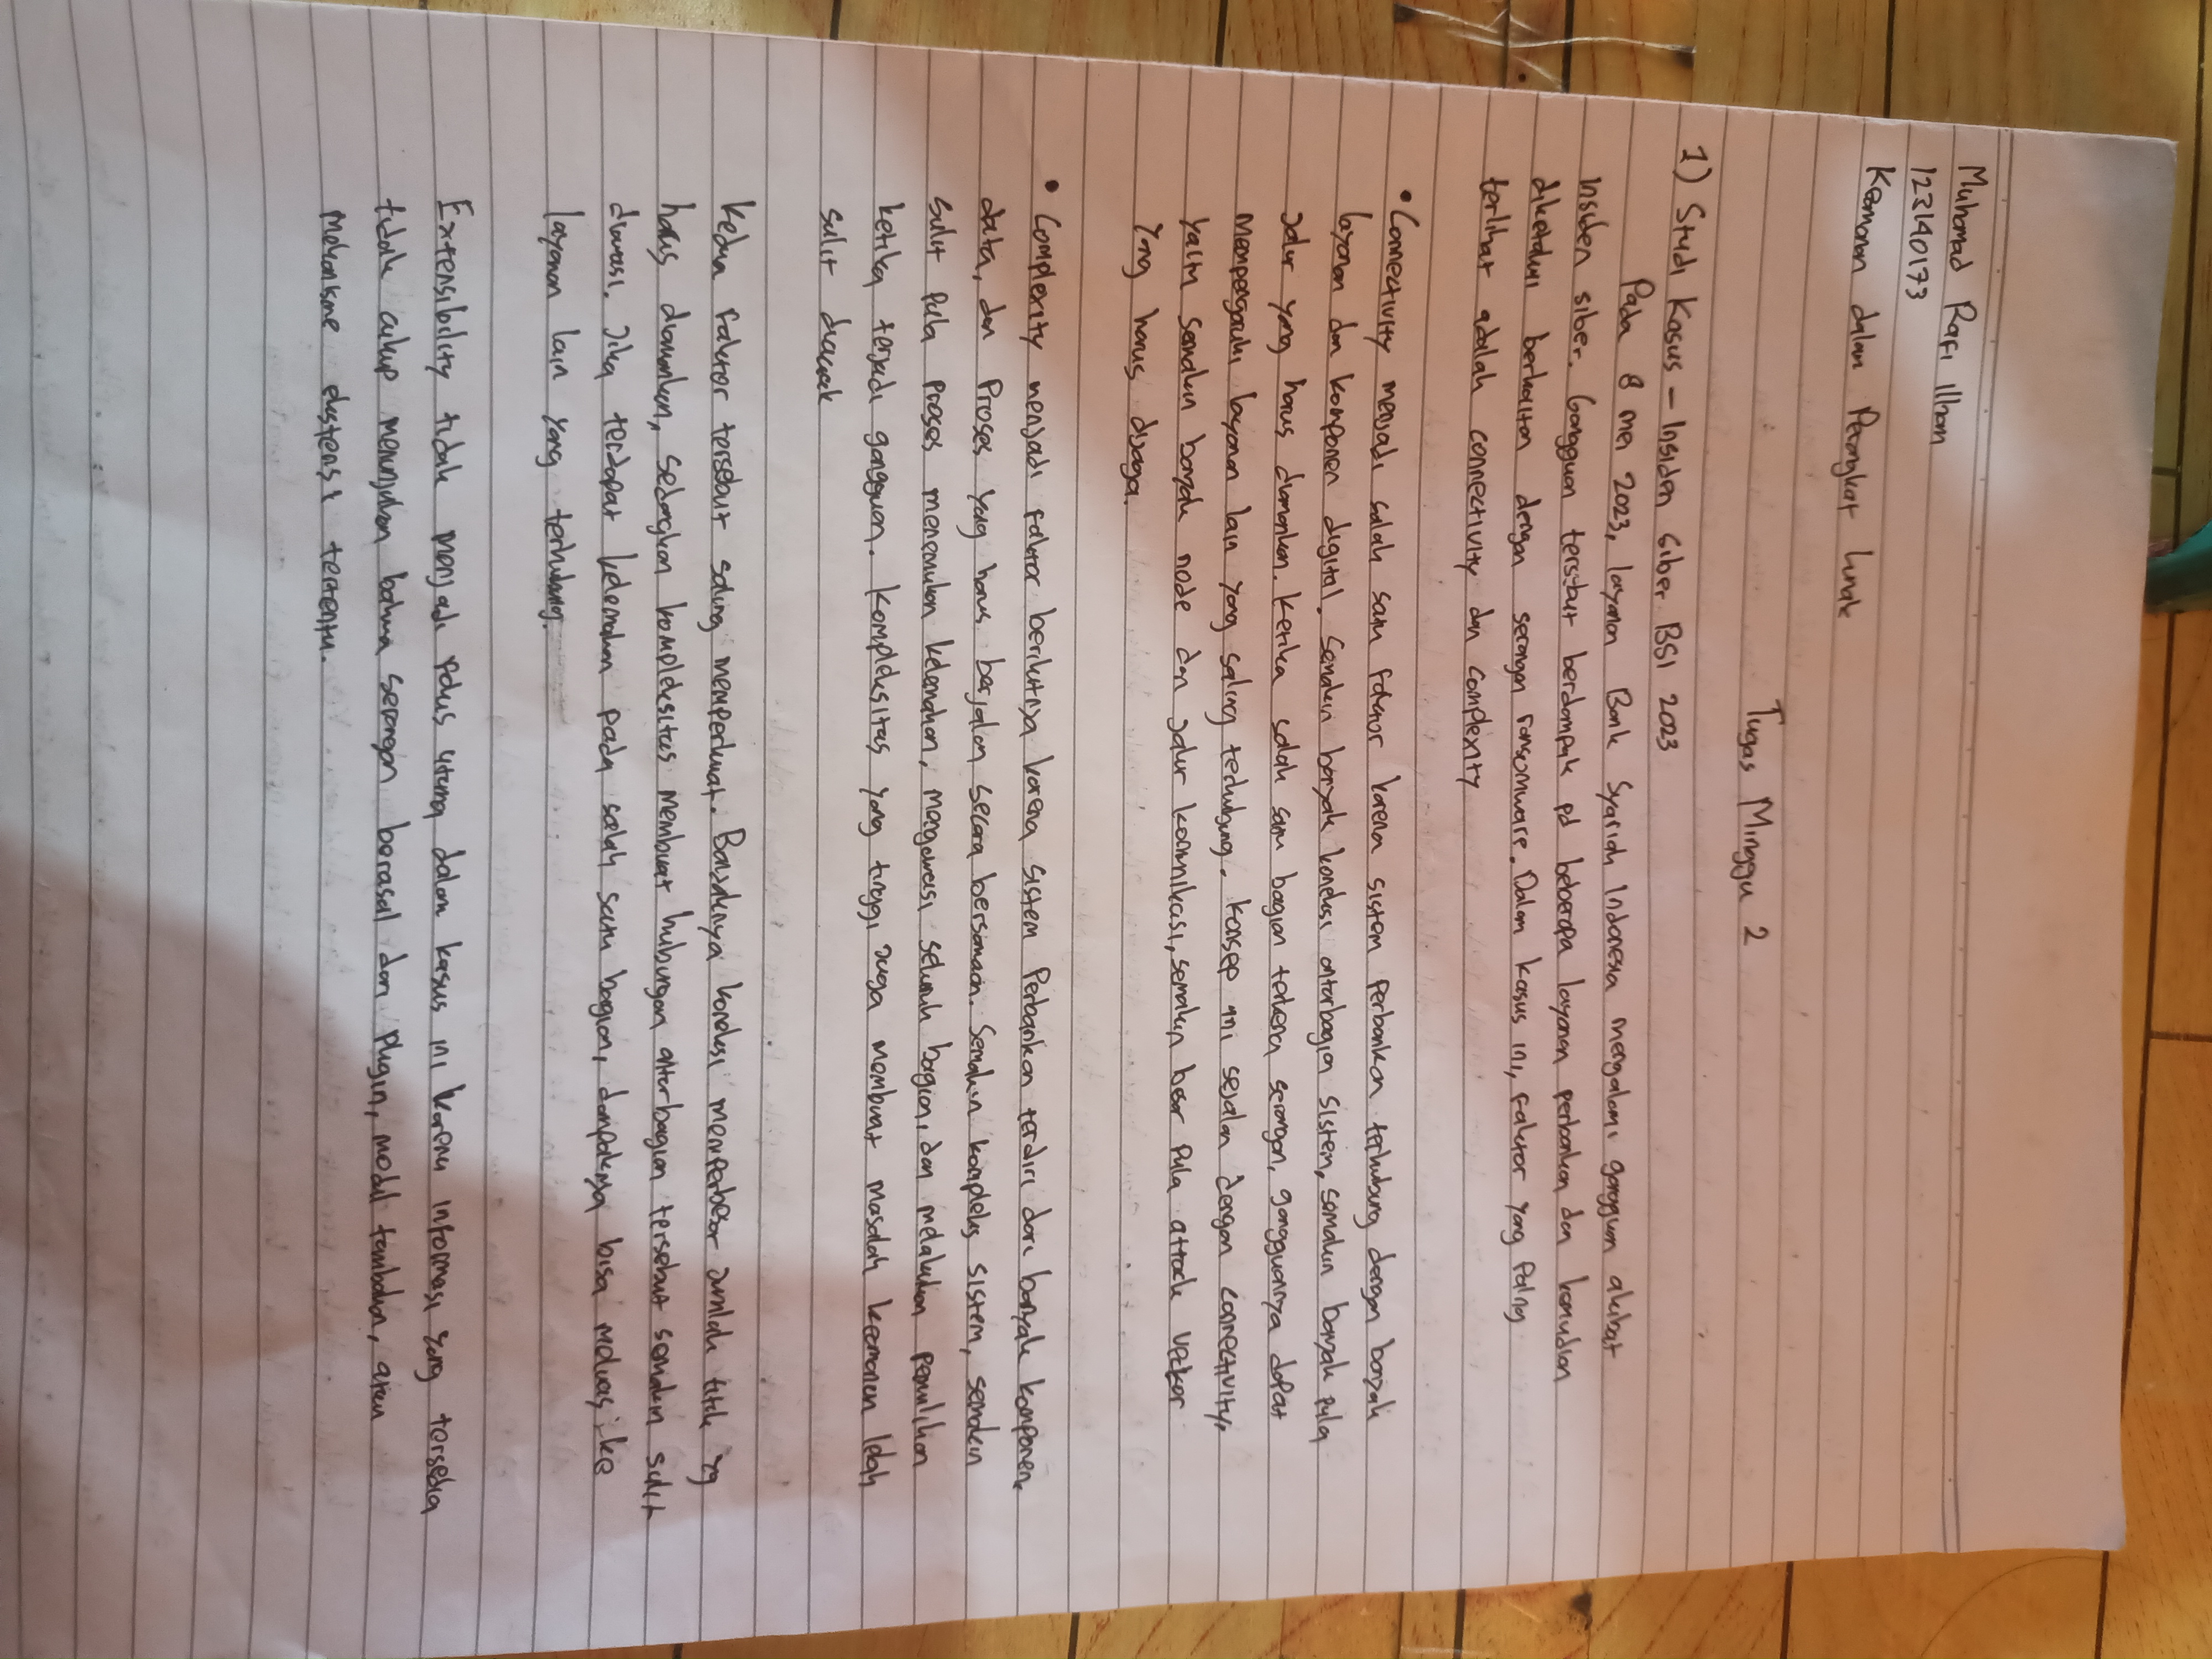 Muhamad Rafi Ilham
123140173
Keamanan dalam Perangkat Lunak
Tugas Minggu 2
1) Studi Kasus – Insiden Siber BSI 2023
Pada 8 mei 2023, layanan Bank Syariah Indonesia mengalami gangguan akibat
insiden siber. Gangguan tersebut berdampak pd beberapa layanan perbankan dan kemudian
diketahui berkaitan dengan serangan ransomware. Dalam kasus ini, faktor yang paling
terlihat adalah connectivity dan complexity
• Connectivity menjadi salah satu faktor karena sistem perbankan terhubung dengan banyak
layanan dan komponen digital. Semakin banyak koneksi antarbagian sistem, semakin banyak pula
jalur yang harus diamankan. Ketika salah satu bagian terkena serangan, gangguannya dapat
mempengaruhi layanan lain yang saling terhubung. Konsep ini sejalan dengan connectivity,
yaitu semakin banyak node dan jalur komunikasi, semakin besar pula attack vector
yang harus dijaga.
• Complexity menjadi faktor berikutnya karena sistem Perbankan terdiri dari banyak komponen,
data, dan proses yang harus berjalan secara bersamaan. Semakin kompleks sistem, semakin
sulit pula proses menemukan kelemahan, mengawasi seluruh bagian, dan melakukan pemulihan
ketika terjadi gangguan. Kompleksitas yang tinggi juga membuat masalah keamanan lebih
sulit dilacak
Kedua faktor tersebut saling memperkuat. Banyaknya koneksi memperbesar jumlah titik yg
harus diamankan, sedangkan kompleksitas membuat hubungan antarbagian tersebut semakin sulit
diawasi. Jika terdapat kelemahan pada salah satu bagian, dampaknya bisa meluas ke
layanan lain yang terhubung.
Extensibility tidak menjadi fokus utama dalam kasus ini karena informasi yang tersedia
tidak cukup menunjukan bahwa serangan berasal dari plugin, modul tambahan, atau
mekanisme ekstensi tertentu.